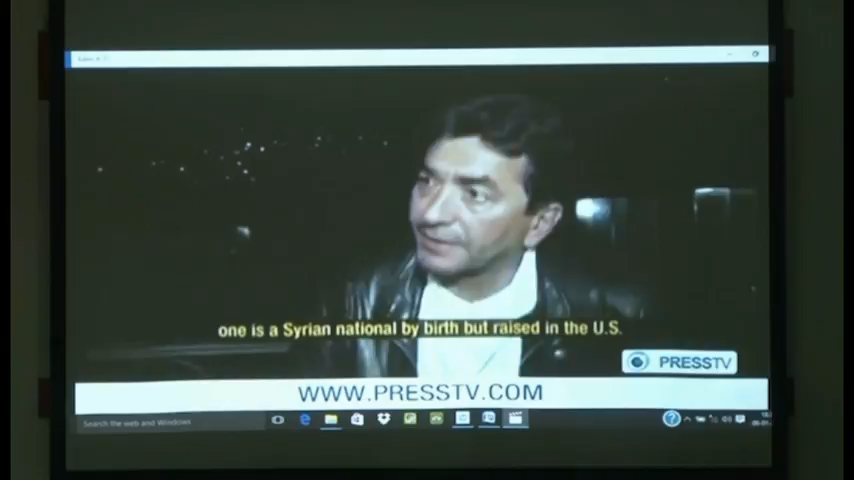 one is a Syrian national by birth but raised in the U.S.
PRESSTV
WWW.PRESSTV.COM
Search the web and Windows